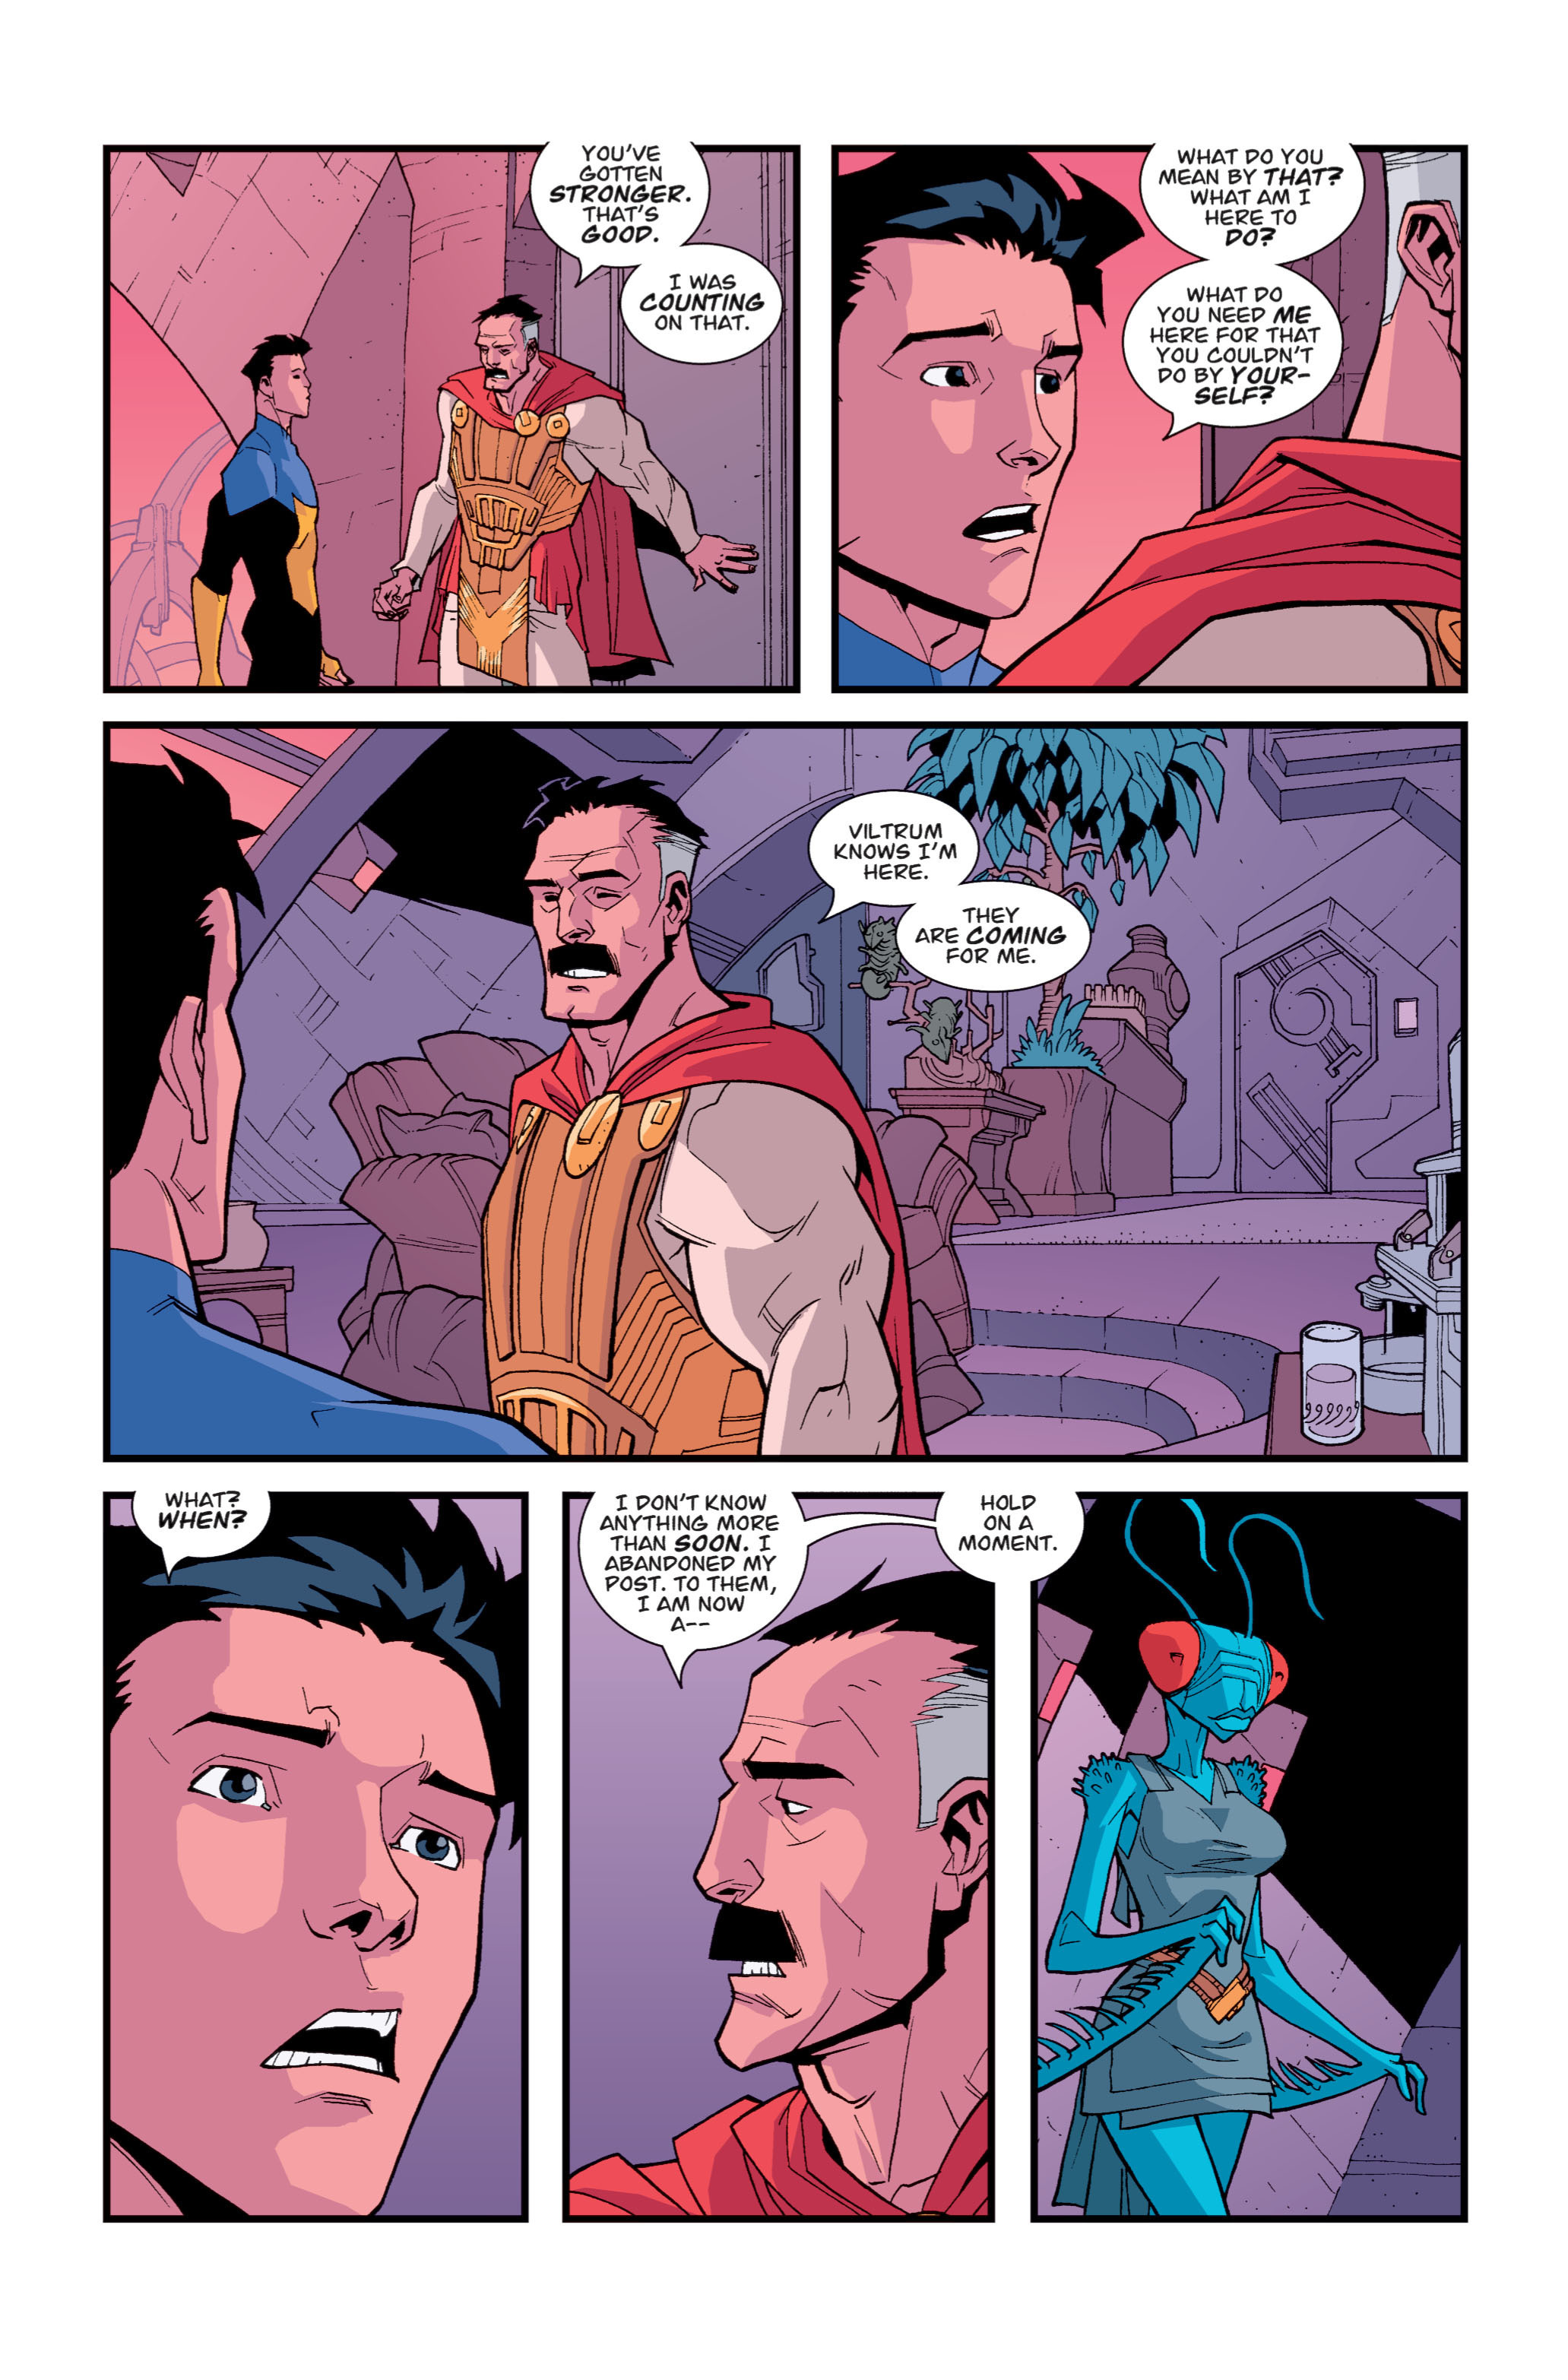 YOU'VE
GOTTEN
STRONGER.
THAT'S
GOOD.
I WAS
COUNTING
ON THAT.
WHAT DO YOU
MEAN BY THAT?
WHAT AM I
HERE TO
DO?
WHAT DO
YOU NEED ME
HERE FOR THAT
YOU COULDN'T
DO BY YOUR-
SELF?
VILTRUM
KNOWS I'M
HERE.
THEY
ARE COMING
FOR ME.
WHAT?
WHEN?
I DON'T KNOW
ANYTHING MORE
THAN SOON. I
ABANDONED MY
POST. TO THEM,
I AM NOW
A--
HOLD
ON A
MOMENT.